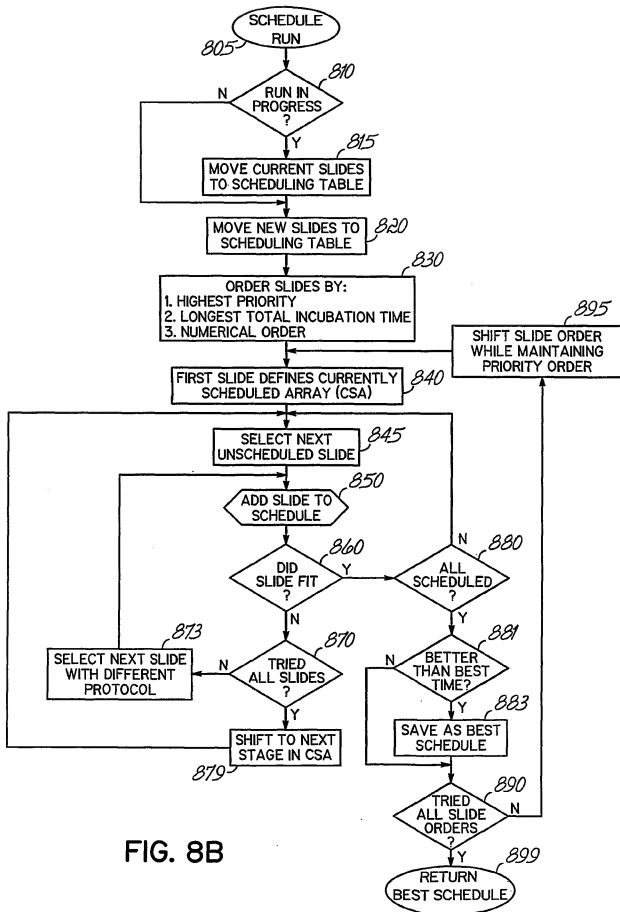 SCHEDULE
RUN
805
810
RUN IN
PROGRESS
?
N
Y
815
MOVE CURRENT SLIDES
TO SCHEDULING TABLE
MOVE NEW SLIDES TO
SCHEDULING TABLE
820
830
ORDER SLIDES BY:
1. HIGHEST PRIORITY
2. LONGEST TOTAL INCUBATION TIME
3. NUMERICAL ORDER
895
SHIFT SLIDE ORDER
WHILE MAINTAINING
PRIORITY ORDER
FIRST SLIDE DEFINES CURRENTLY
SCHEDULED ARRAY (CSA)
840
SELECT NEXT
UNSCHEDULED SLIDE
845
ADD SLIDE TO
SCHEDULE
850
860
DID
SLIDE FIT
?
Y
N
880
ALL
SCHEDULED
?
N
Y
873
SELECT NEXT SLIDE
WITH DIFFERENT
PROTOCOL
870
TRIED
ALL SLIDES
?
N
Y
881
BETTER
THAN BEST
TIME?
N
Y
883
SAVE AS BEST
SCHEDULE
SHIFT TO NEXT
STAGE IN CSA
879
890
TRIED
ALL SLIDE
ORDERS
?
N
Y
899
RETURN
BEST SCHEDULE
FIG. 8B